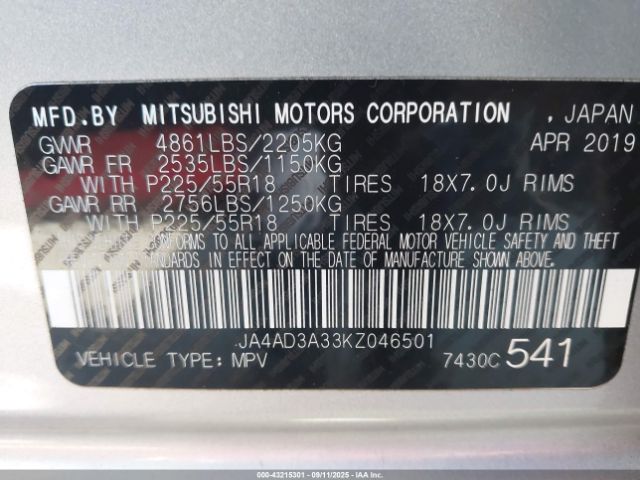 MFD.BY MITSUBISHI MOTORS CORPORATION , JAPAN
GVWR 4861LBS/2205KG APR 2019
GAWR FR 2535LBS/1150KG
WITH P225/55R18 TIRES 18X7.0J RIMS
GAWR RR 2756LBS/1250KG
WITH P225/55R18 TIRES 18X7.0J RIMS
CONFORMS TO ALL APPLICABLE FEDERAL MOTOR VEHICLE SAFETY AND THEFT
STANDARDS IN EFFECT ON THE DATE OF MANUFACTURE SHOWN ABOVE.
JA4AD3A33KZ046501
VEHICLE TYPE: MPV 7430C 541
000-43215301 - 09/11/2025 - IAAI.COM